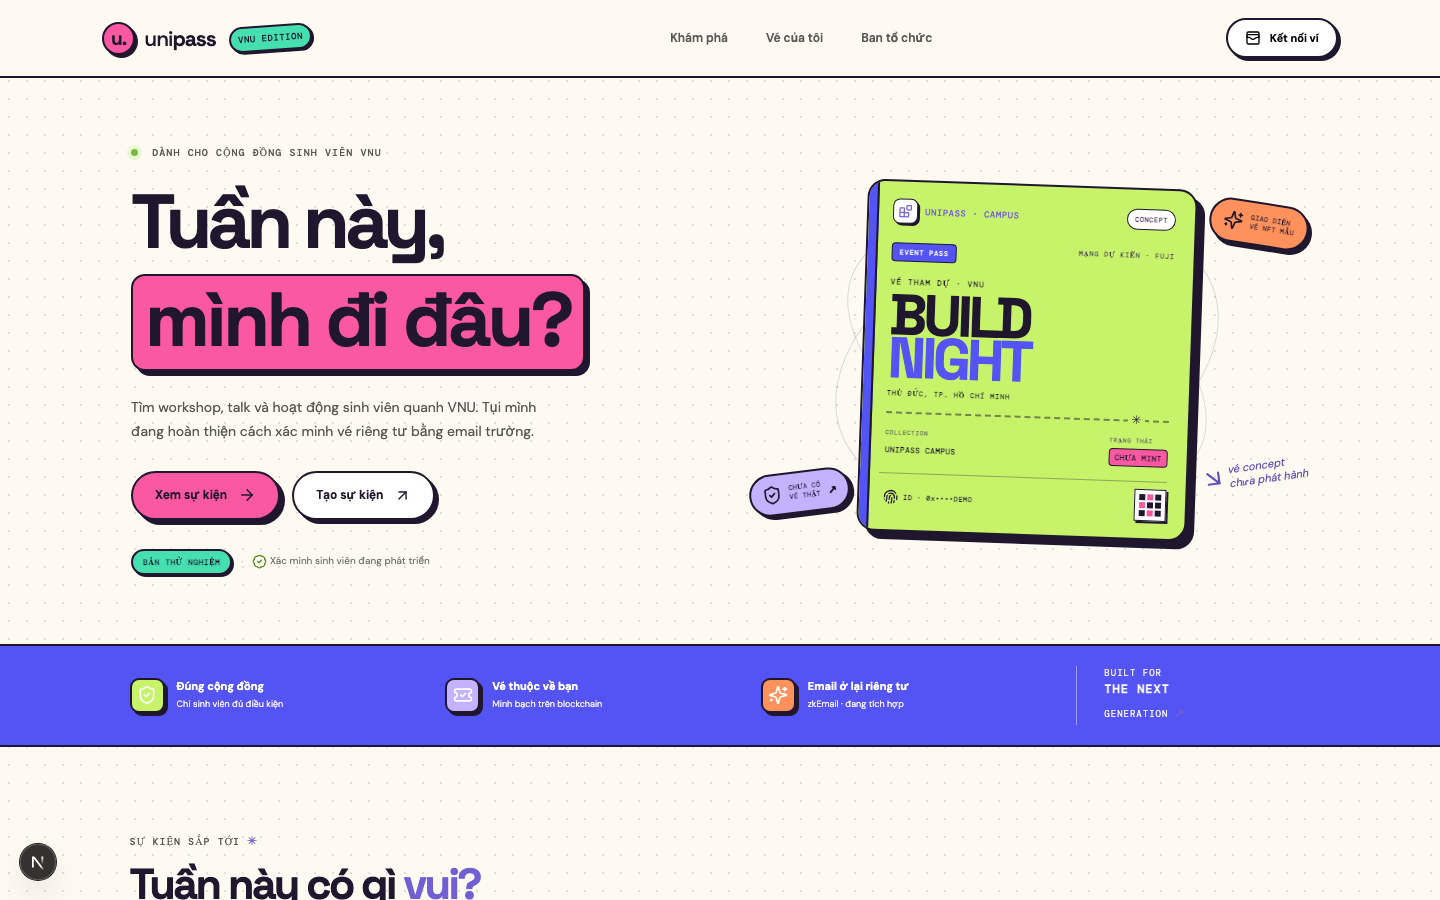 u. unipass VNU EDITION
Khám phá Vé của tôi Ban tổ chức
Kết nối ví
DÀNH CHO CỘNG ĐỒNG SINH VIÊN VNU
Tuần này,
mình đi đâu?
Tìm workshop, talk và hoạt động sinh viên quanh VNU. Tụi mình
đang hoàn thiện cách xác minh vé riêng tư bằng email trường.
Xem sự kiện
Tạo sự kiện
BẢN THỬ NGHIỆM
Xác minh sinh viên đang phát triển
UNIPASS · CAMPUS
CONCEPT
EVENT PASS
MẠNG DỰ KIẾN · FUJI
VÉ THAM DỰ · VNU
BUILD
NIGHT
THỦ ĐỨC, TP. HỒ CHÍ MINH
COLLECTION
UNIPASS CAMPUS
TRẠNG THÁI
CHƯA MINT
ID · 0x••••DEMO
GIAO DIỆN
VÉ NFT MẪU
CHƯA CÓ
VÉ THẬT
vé concept
chưa phát hành
Đúng cộng đồng
Chỉ sinh viên đủ điều kiện
Vé thuộc về bạn
Minh bạch trên blockchain
Email ở lại riêng tư
zkEmail · đang tích hợp
BUILT FOR
THE NEXT
GENERATION
SỰ KIỆN SẮP TỚI
Tuần này có gì vui?
N